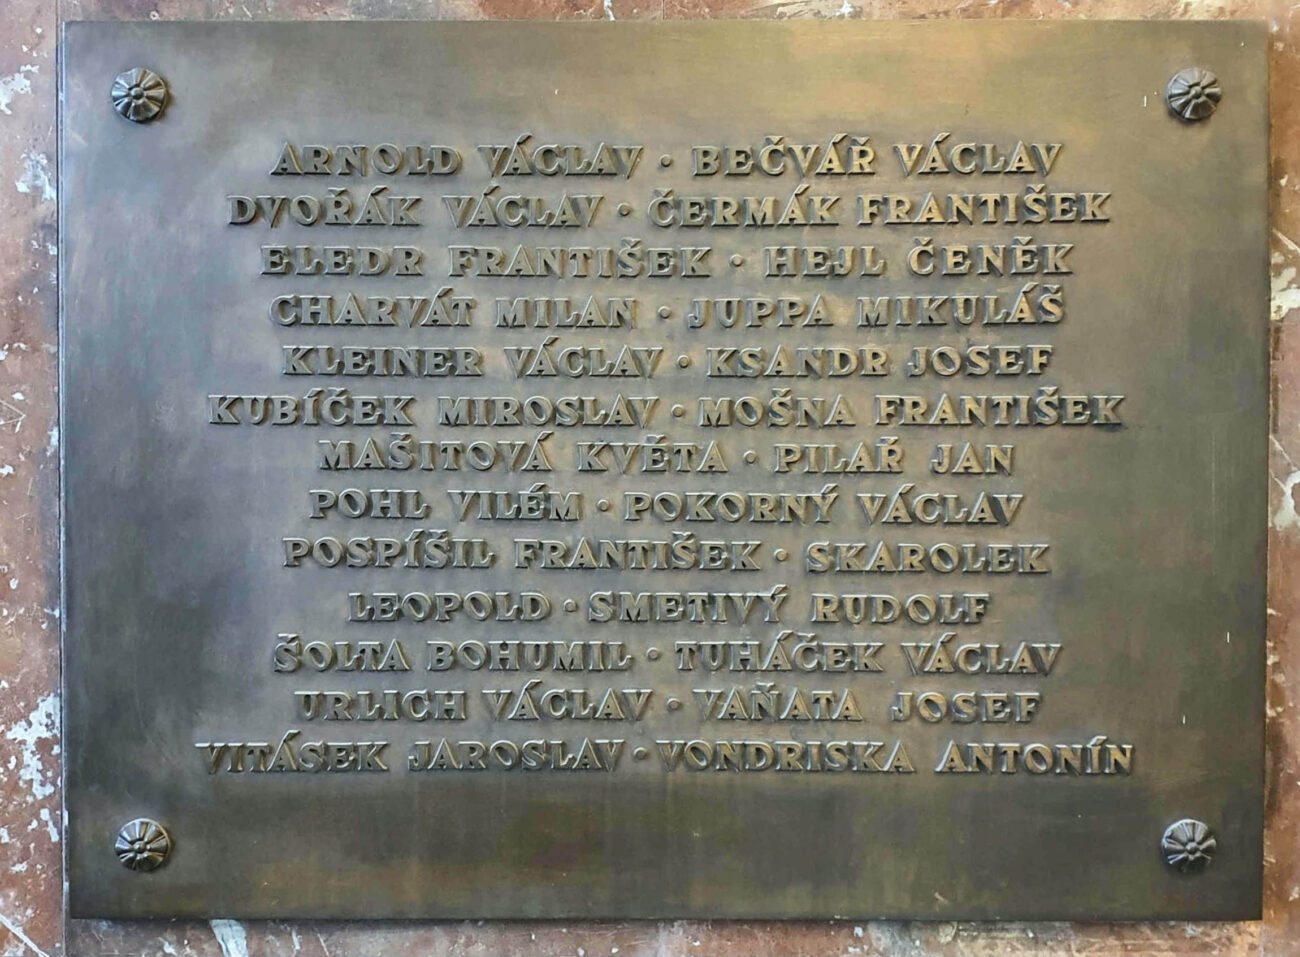 ARNOLD VÁCLAV · BEČVÁŘ VÁCLAV
DVOŘÁK VÁCLAV · ČERMÁK FRANTIŠEK
ELEDR FRANTIŠEK · HEJL ČENĚK
CHARVÁT MILAN · JUPPA MIKULÁŠ
KLEINER VÁCLAV · KSANDR JOSEF
KUBÍČEK MIROSLAV · MOŠNA FRANTIŠEK
MAŠITOVÁ KVĚTA · PILAŘ JAN
POHL VILÉM · POKORNÝ VÁCLAV
POSPÍŠIL FRANTIŠEK · SKAROLEK
LEOPOLD · SMETIVÝ RUDOLF
ŠOLTA BOHUMIL · TUHÁČEK VÁCLAV
URLICH VÁCLAV · VAŇATA JOSEF
VITÁSEK JAROSLAV · VONDRISKA ANTONÍN